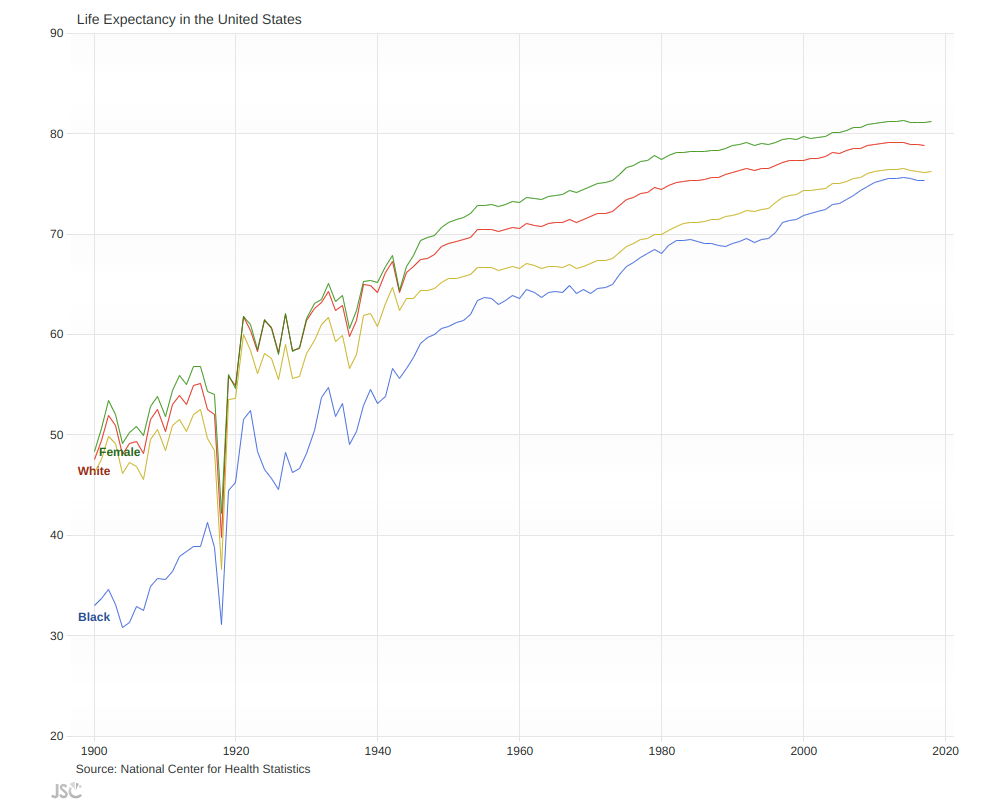 Life Expectancy in the United States
90
80
70
60
50
40
30
20
Female
White
Black
1900 1920 1940 1960 1980 2000 2020
Source: National Center for Health Statistics
JSC